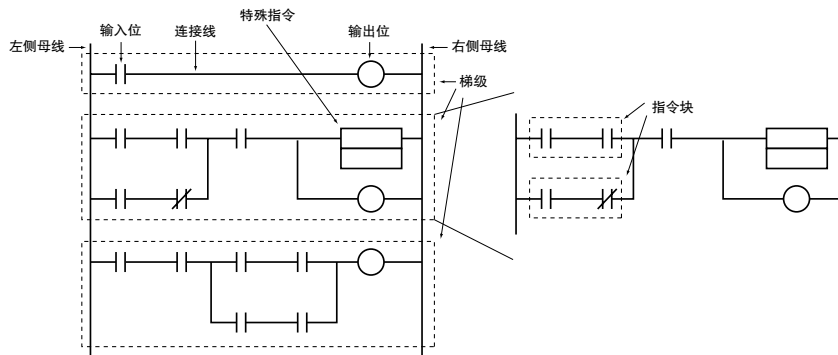 特殊指令
输入位
连接线
输出位
左侧母线
右侧母线
梯级
指令块